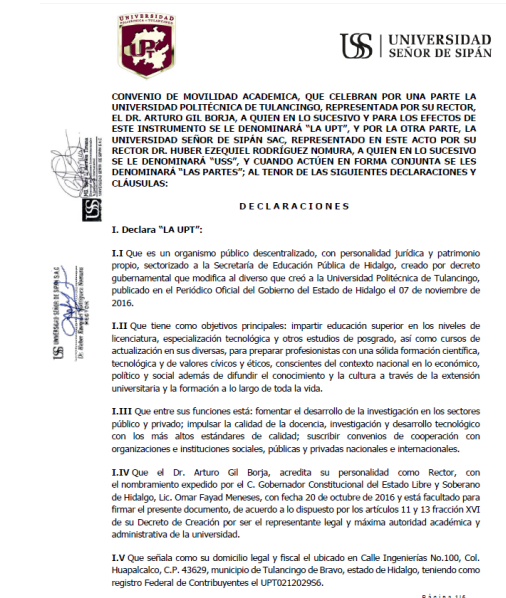 UNIVERSIDAD
POLITÉCNICA DE TULANCINGO
UPT
USS | UNIVERSIDAD
SEÑOR DE SIPÁN
CONVENIO DE MOVILIDAD ACADEMICA, QUE CELEBRAN POR UNA PARTE LA
UNIVERSIDAD POLITÉCNICA DE TULANCINGO, REPRESENTADA POR SU RECTOR,
EL DR. ARTURO GIL BORJA, A QUIEN EN LO SUCESIVO Y PARA LOS EFECTOS DE
ESTE INSTRUMENTO SE LE DENOMINARÁ “LA UPT”, Y POR LA OTRA PARTE, LA
UNIVERSIDAD SEÑOR DE SIPÁN SAC, REPRESENTADO EN ESTE ACTO POR SU
RECTOR DR. HUBER EZEQUIEL RODRÍGUEZ NOMURA, A QUIEN EN LO SUCESIVO
SE LE DENOMINARÁ “USS”, Y CUANDO ACTÚEN EN FORMA CONJUNTA SE LES
DENOMINARÁ “LAS PARTES”; AL TENOR DE LAS SIGUIENTES DECLARACIONES Y
CLÁUSULAS:
D E C L A R A C I O N E S
I. Declara “LA UPT”:
I.I Que es un organismo público descentralizado, con personalidad jurídica y patrimonio
propio, sectorizado a la Secretaría de Educación Pública de Hidalgo, creado por decreto
gubernamental que modifica al diverso que creó a la Universidad Politécnica de Tulancingo,
publicado en el Periódico Oficial del Gobierno del Estado de Hidalgo el 07 de noviembre de
2016.
I.II Que tiene como objetivos principales: impartir educación superior en los niveles de
licenciatura, especialización tecnológica y otros estudios de posgrado, así como cursos de
actualización en sus diversas, para preparar profesionistas con una sólida formación científica,
tecnológica y de valores cívicos y éticos, conscientes del contexto nacional en lo económico,
político y social además de difundir el conocimiento y la cultura a través de la extensión
universitaria y la formación a lo largo de toda la vida.
I.III Que entre sus funciones está: fomentar el desarrollo de la investigación en los sectores
público y privado; impulsar la calidad de la docencia, investigación y desarrollo tecnológico
con los más altos estándares de calidad; suscribir convenios de cooperación con
organizaciones e instituciones sociales, públicas y privadas nacionales e internacionales.
I.IV Que el Dr. Arturo Gil Borja, acredita su personalidad como Rector, con
el nombramiento expedido por el C. Gobernador Constitucional del Estado Libre y Soberano
de Hidalgo, Lic. Omar Fayad Meneses, con fecha 20 de octubre de 2016 y está facultado para
firmar el presente documento, de acuerdo a lo dispuesto por los artículos 11 y 13 fracción XVI
de su Decreto de Creación por ser el representante legal y máxima autoridad académica y
administrativa de la universidad.
I.V Que señala como su domicilio legal y fiscal el ubicado en Calle Ingenierías No.100, Col.
Huapalcalco, C.P. 43629, municipio de Tulancingo de Bravo, estado de Hidalgo, teniendo como
registro Federal de Contribuyentes el UPT0212029S6.
USS
USS UNIVERSIDAD SEÑOR DE SIPÁN S.A.C
Dr. Huber Ezequiel Rodríguez Nomura
RECTOR